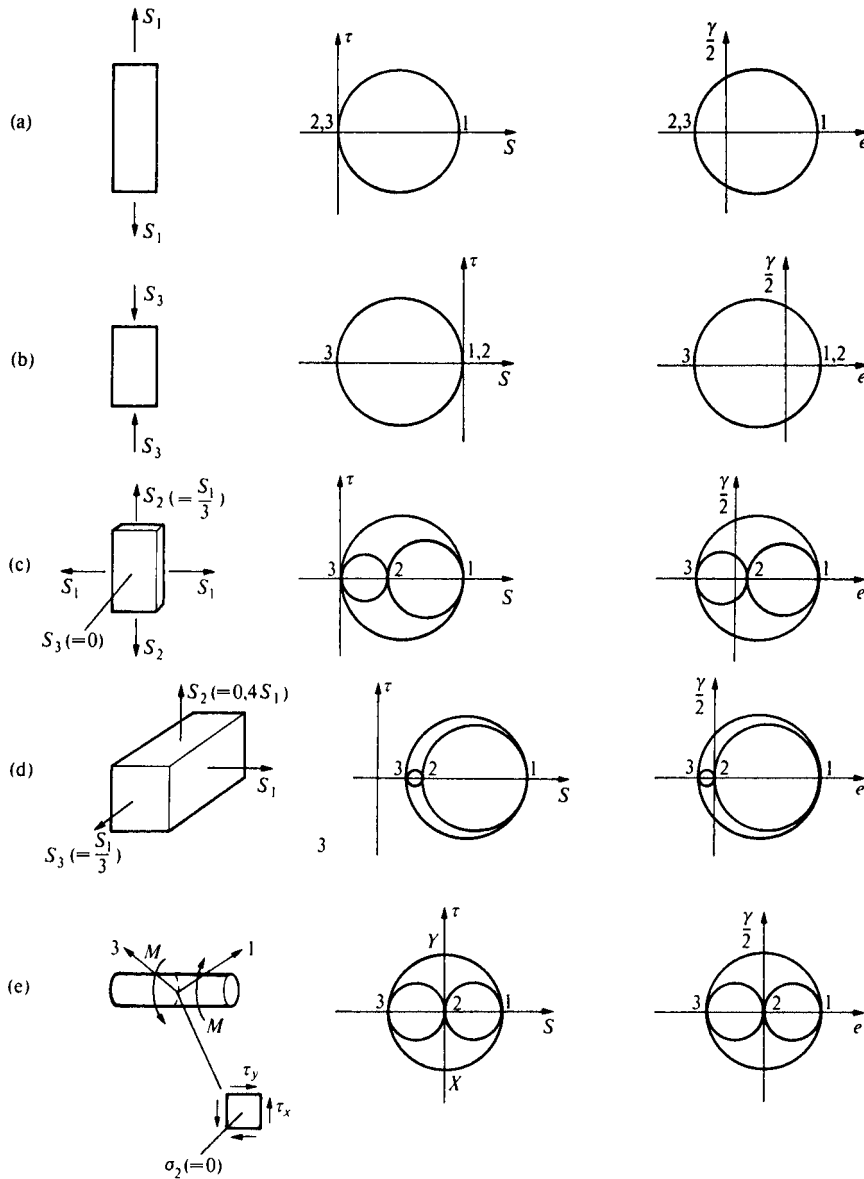 (a)
S₁
S₁
τ
2,3
1
S
γ/2
2,3
1
e
(b)
S₃
S₃
τ
3
1,2
S
γ/2
3
1,2
e
(c)
S₂ (= S₁/3)
S₁
S₁
S₃ (=0)
S₂
τ
3
2
1
S
γ/2
3
2
1
e
(d)
S₂ (=0,4S₁)
S₁
S₃ (= S₁/3)
τ
3
2
1
S
3
γ/2
3
2
1
e
(e)
3
M
1
M
τy
τx
σ₂ (=0)
τ
Y
3
2
1
S
X
γ/2
3
2
1
e